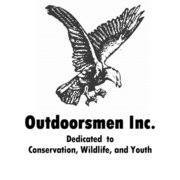 Outdoorsmen Inc.
Dedicated to
Conservation, Wildlife, and Youth